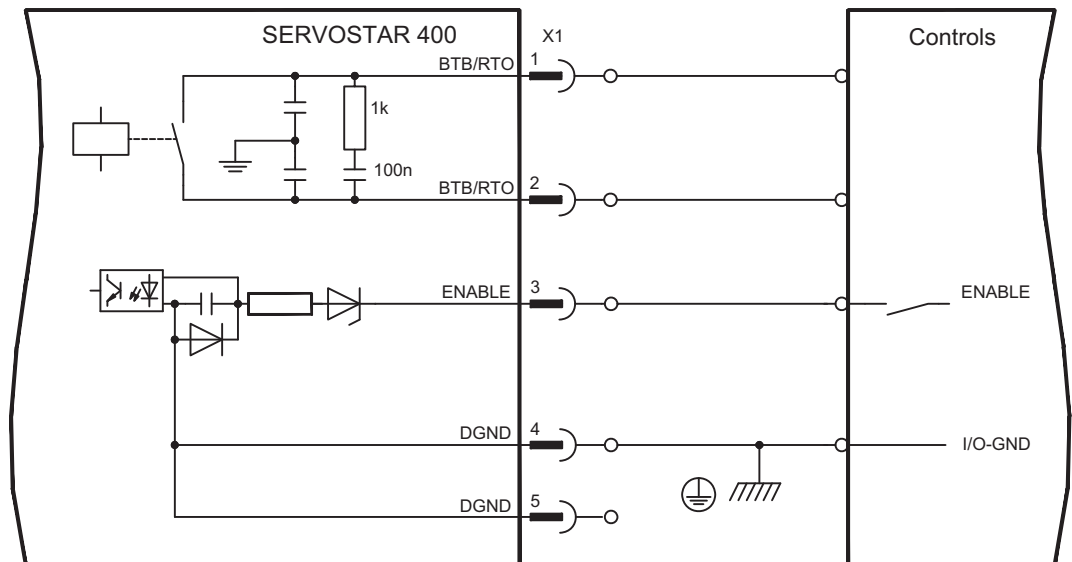 SERVOSTAR 400
X1
Controls
BTB/RTO
1
1k
100n
BTB/RTO
2
ENABLE
3
ENABLE
DGND
4
I/O-GND
DGND
5